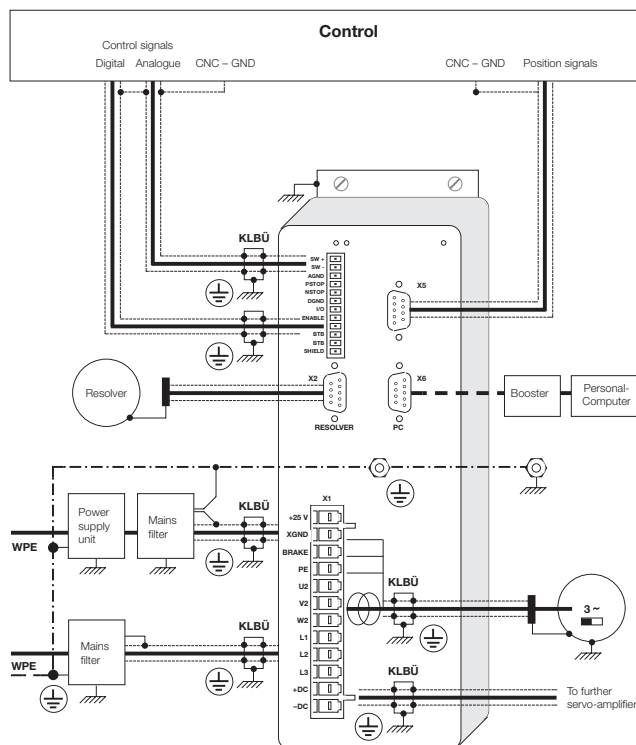 Control
Control signals
Digital Analogue CNC – GND
CNC – GND Position signals
KLBÜ
SW +
SW -
AGND
PSTOP
NSTOP
DGND
I/O
ENABLE
BTB
BTB
SHIELD
X5
Resolver
X2
RESOLVER
X6
PC
Booster
Personal-
Computer
Power
supply
unit
Mains
filter
WPE
KLBÜ
X1
+25 V
XGND
BRAKE
PE
U2
V2
W2
L1
L2
L3
+DC
–DC
KLBÜ
3 ~
Mains
filter
WPE
KLBÜ
KLBÜ
To further
servo-amplifier